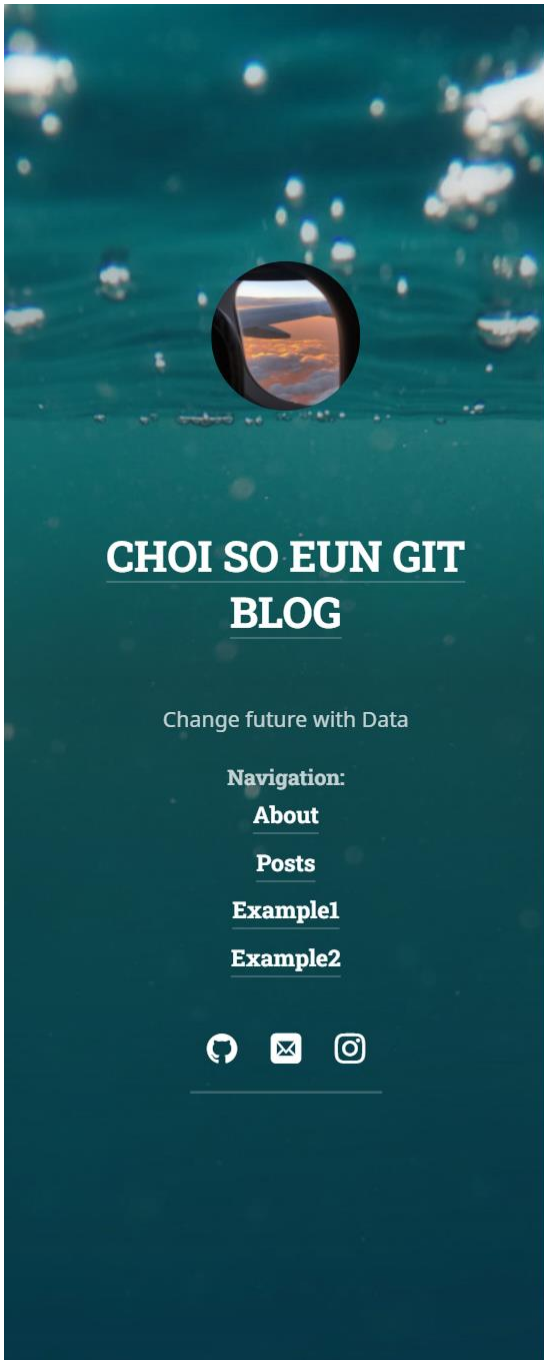 CHOI SO EUN GIT
BLOG
Change future with Data
Navigation:
About
Posts
Example1
Example2